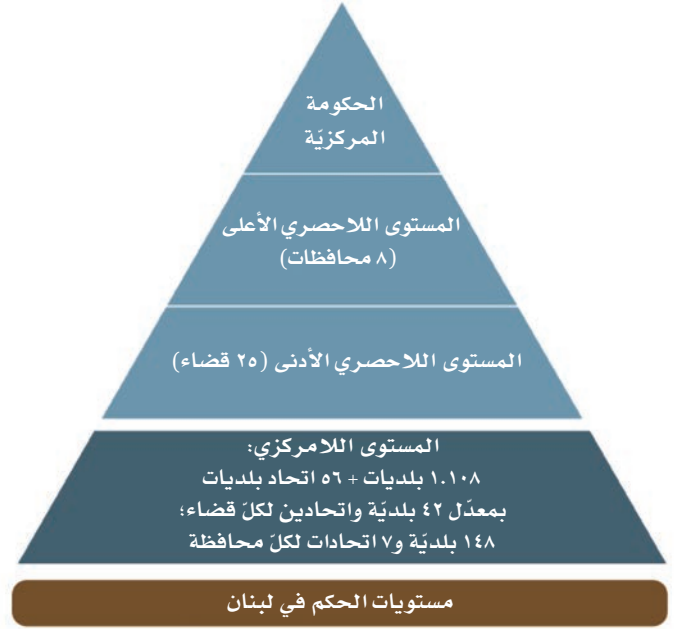 الحكومة
المركزيّة
المستوى اللاحصري الأعلى
(٨ محافظات)
المستوى اللاحصري الأدنى (٢٥ قضاء)
المستوى اللامركزي:
١.١٠٨ بلديات + ٥٦ اتحاد بلديات
بمعدّل ٤٢ بلديّة واتحادين لكلّ قضاء؛
١٤٨ بلديّة و٧ اتحادات لكلّ محافظة
مستويات الحكم في لبنان